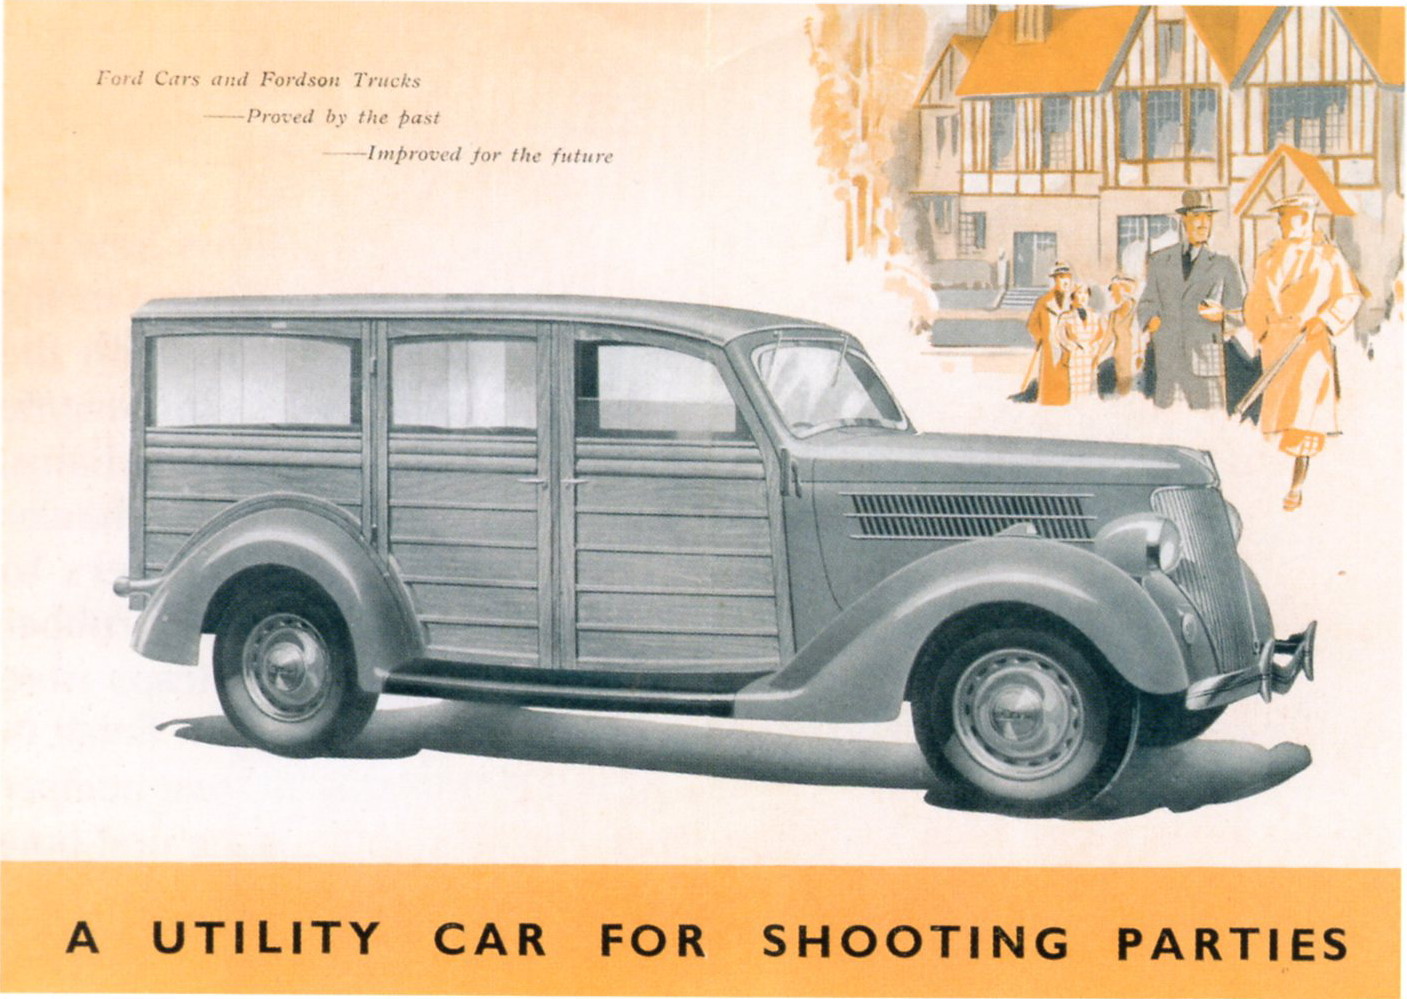 Ford Cars and Fordson Trucks
—Proved by the past
—Improved for the future
A UTILITY CAR FOR SHOOTING PARTIES